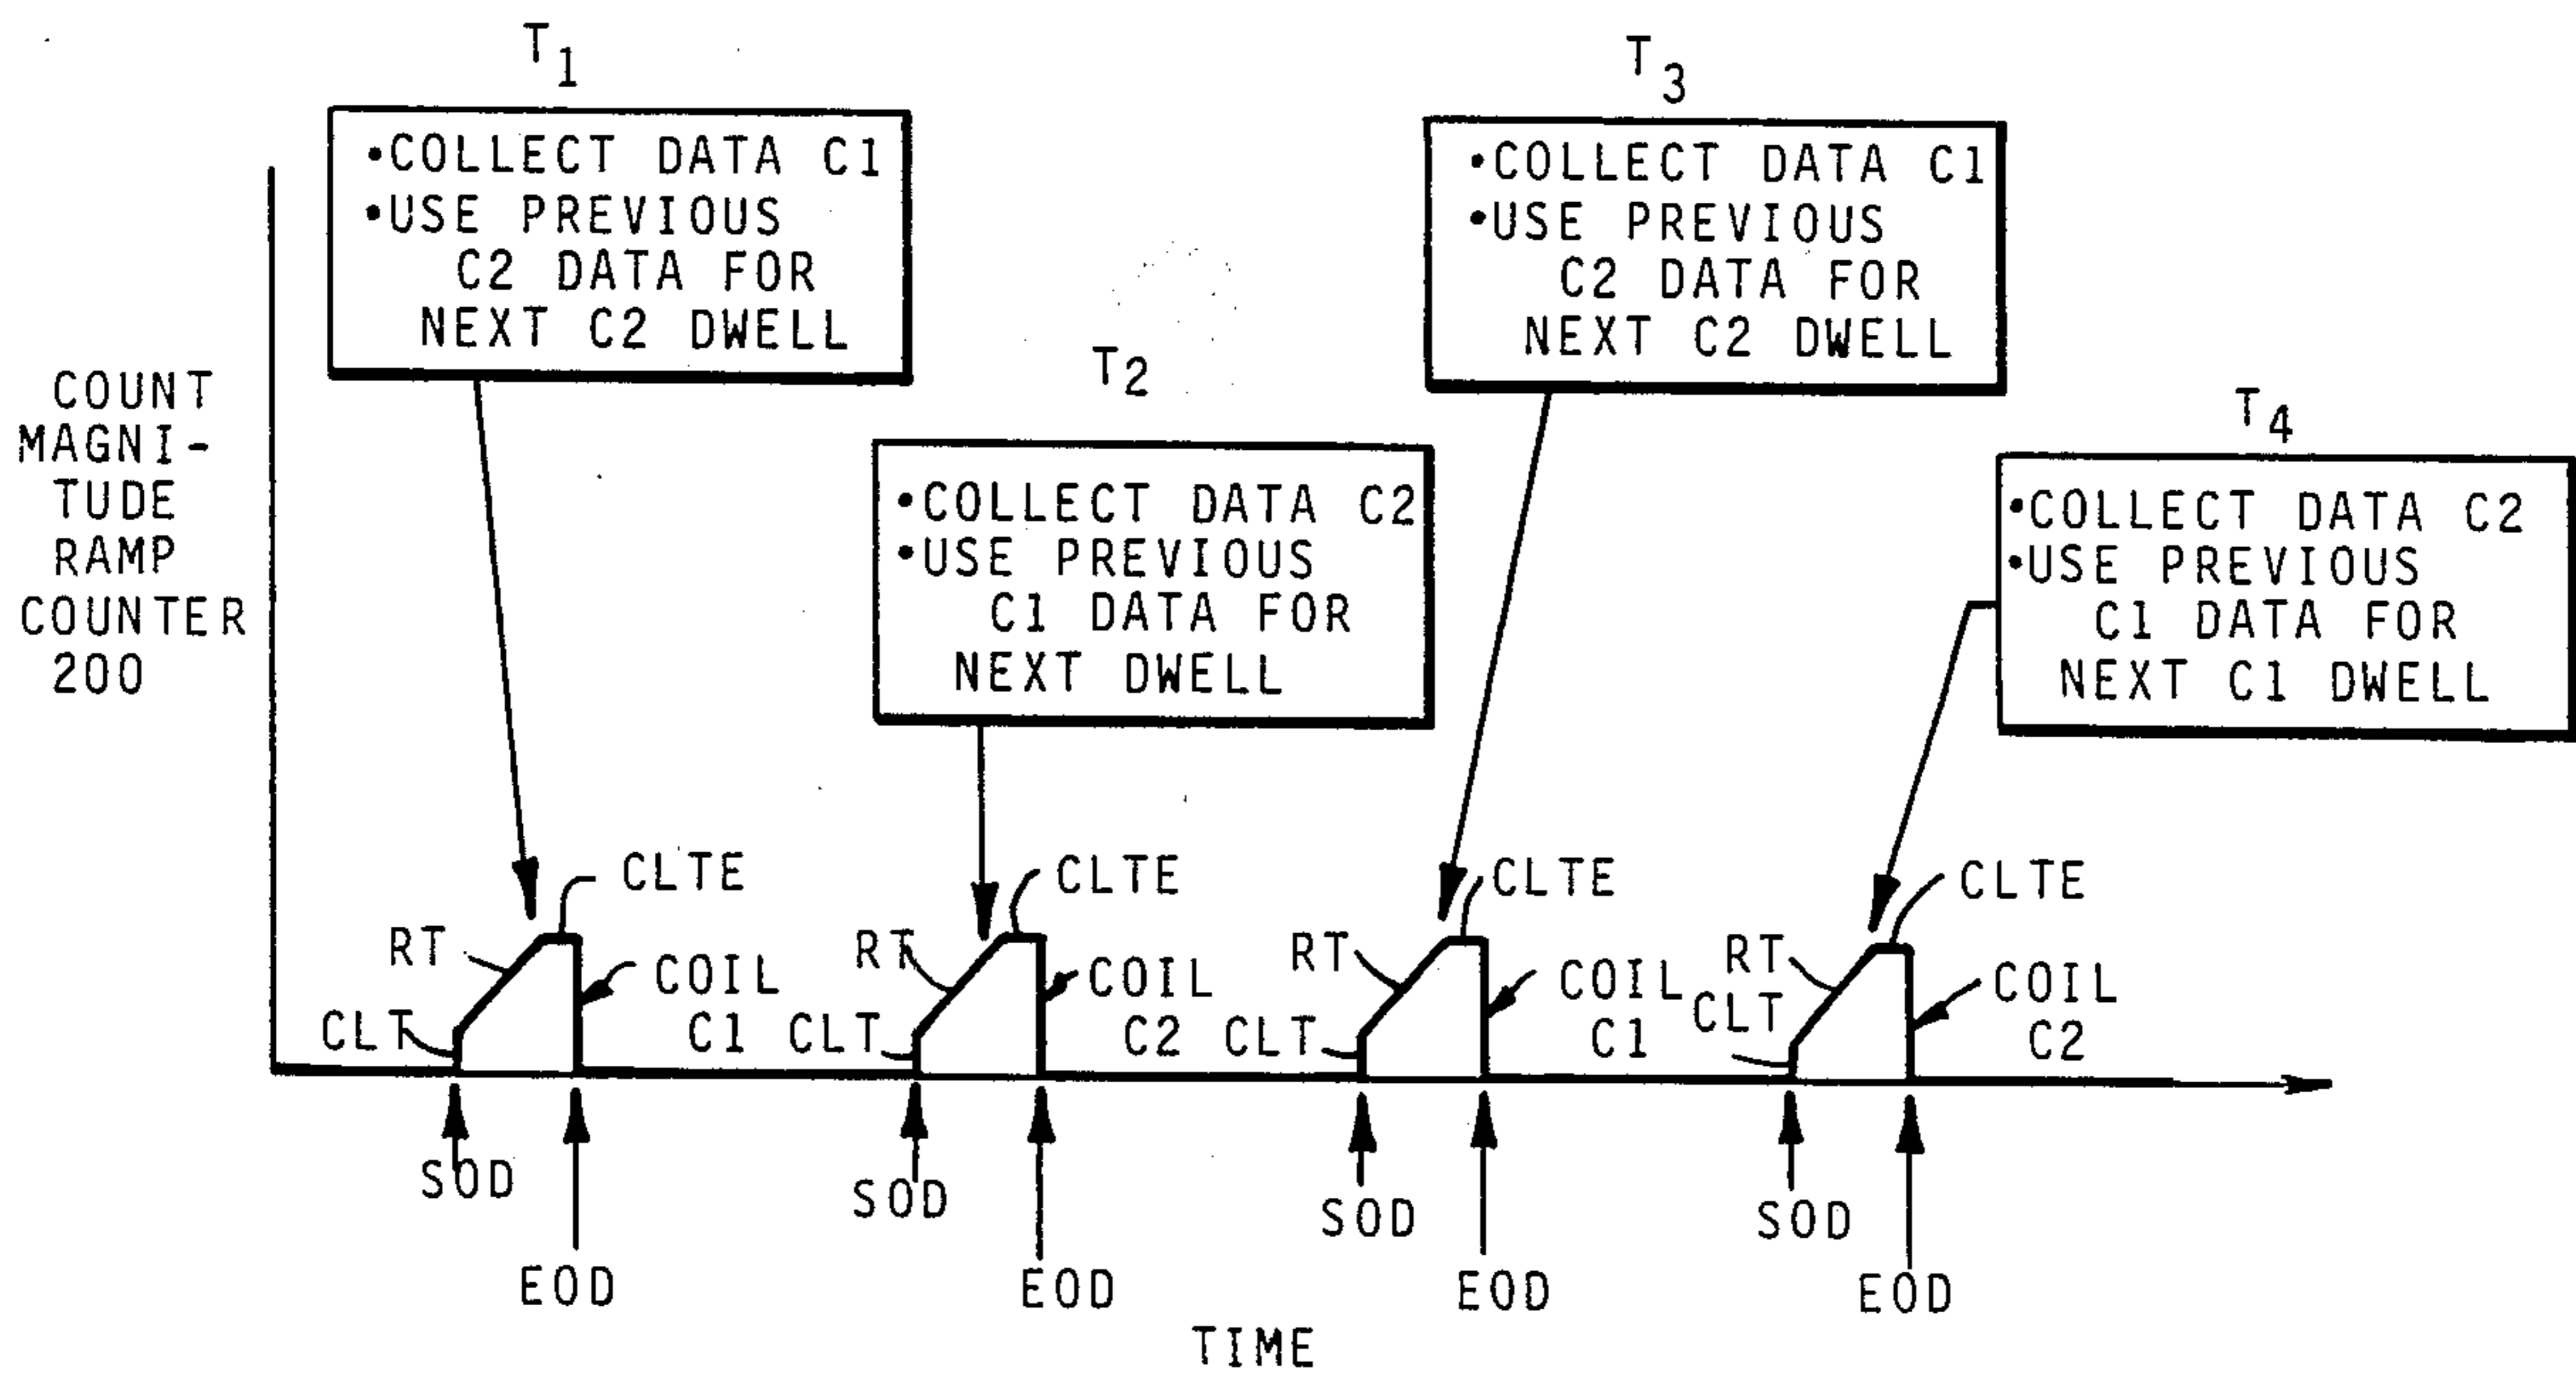 T1
•COLLECT DATA C1
•USE PREVIOUS
C2 DATA FOR
NEXT C2 DWELL
T2
•COLLECT DATA C2
•USE PREVIOUS
C1 DATA FOR
NEXT DWELL
T3
•COLLECT DATA C1
•USE PREVIOUS
C2 DATA FOR
NEXT C2 DWELL
T4
•COLLECT DATA C2
•USE PREVIOUS
C1 DATA FOR
NEXT C1 DWELL
COUNT
MAGNI-
TUDE
RAMP
COUNTER
200
CLTE
RT
COIL
C1
CLT
SOD
EOD
CLTE
RT
COIL
C2
CLT
SOD
EOD
CLTE
RT
COIL
C1
CLT
SOD
EOD
CLTE
RT
COIL
C2
CLT
SOD
EOD
TIME